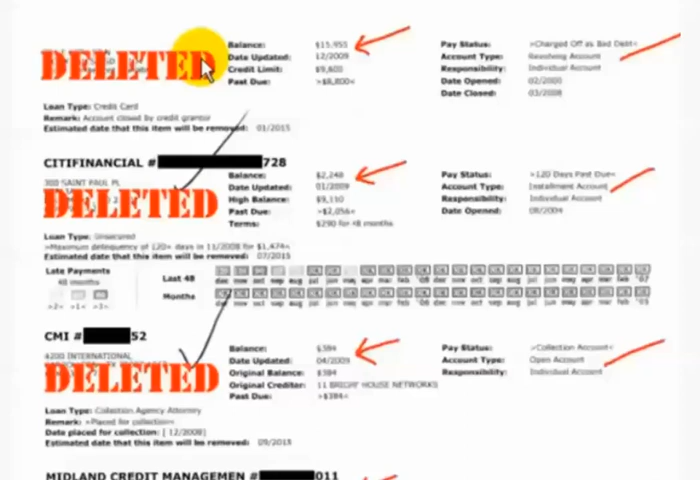 Balance: $15,955 Pay Status: >Charged Off as Bad Debt<
DELETED Date Updated: 12/2009 Account Type: Revolving Account
Credit Limit: $9,600 Responsibility: Individual Account
Past Due: >$8,800< Date Opened: 02/2000
Date Closed: 03/2008
Loan Type: Credit Card
Remark: Account closed by credit grantor
Estimated date that this item will be removed: 01/2015
CITIFINANCIAL # 728
Balance: $2,248 Pay Status: >120 Days Past Due<
300 SAINT PAUL PL Date Updated: 01/2009 Account Type: Installment Account
DELETED High Balance: $9,110 Responsibility: Individual Account
Past Due: >$2,056< Date Opened: 08/2004
Terms: $290 for 48 months
Loan Type: Unsecured
>Maximum delinquency of 120+ days in 11/2008 for $1,474<
Estimated date that this item will be removed: 07/2015
Late Payments
48 months
Last 48
Months
CMI # 52
Balance: $384 Pay Status: >Collection Account<
4200 INTERNATIONAL Date Updated: 04/2009 Account Type: Open Account
DELETED Original Balance: $384 Responsibility: Individual Account
Original Creditor: 11 BRIGHT HOUSE NETWORKS
Past Due: >$384<
Loan Type: Collection Agency Attorney
Remark: >Placed for collection<
Date placed for collection: [ 12/2008]
Estimated date that this item will be removed: 09/2015
MIDLAND CREDIT MANAGEMEN # 011